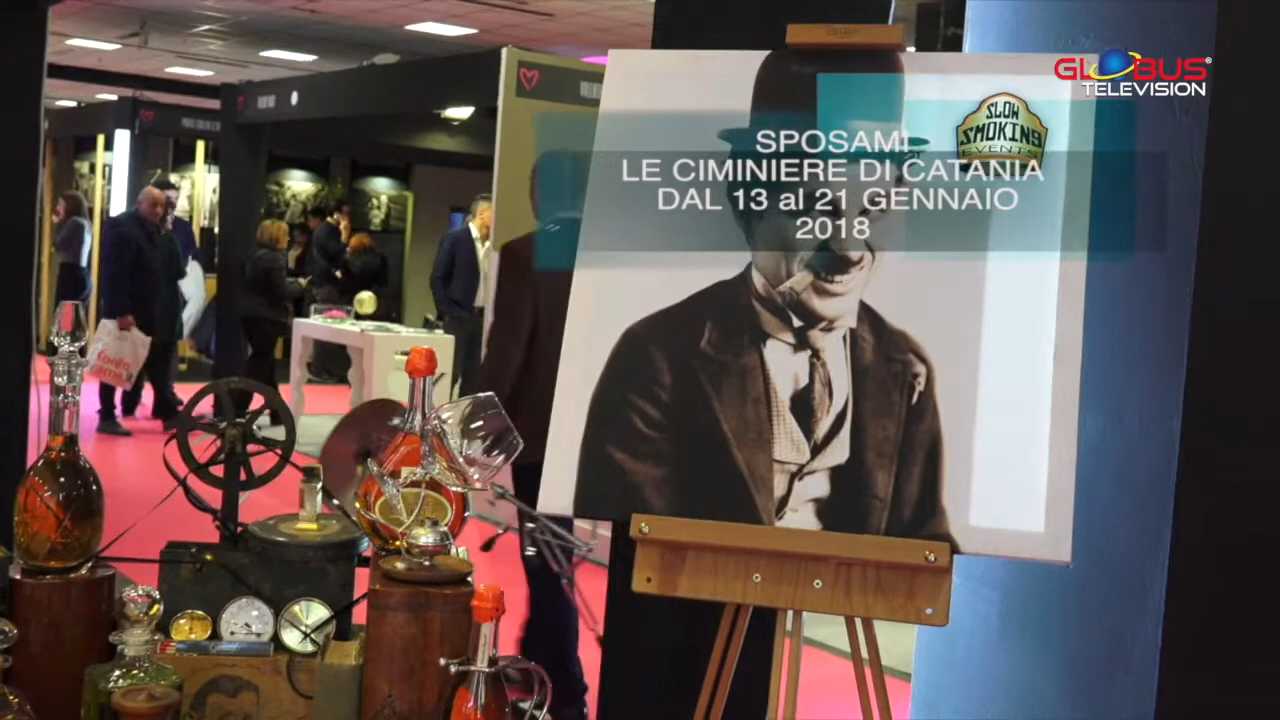 GLOBUS®
TELEVISION
SLOW
SMOKING
EVENTS
SPOSAMI
LE CIMINIERE DI CATANIA
DAL 13 al 21 GENNAIO
2018